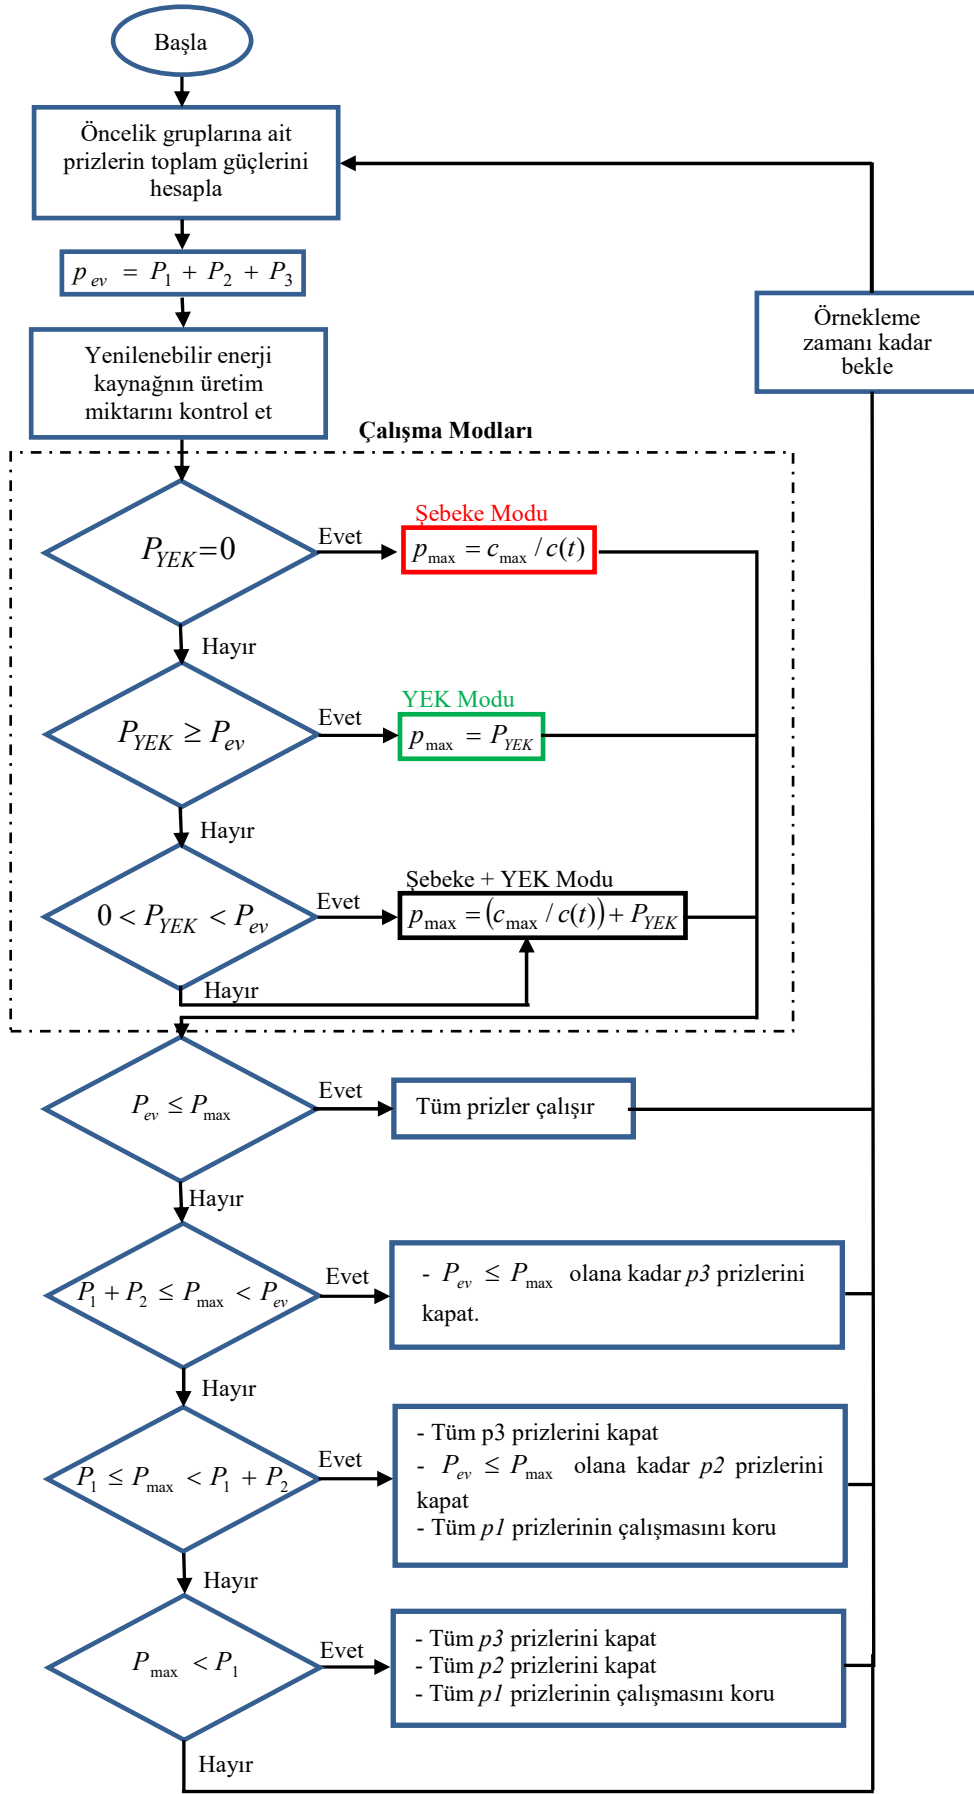 Başla
Öncelik gruplarına ait
prizlerin toplam güçlerini
hesapla
p_ev = P_1 + P_2 + P_3
Yenilenebilir enerji
kaynağnın üretim
miktarını kontrol et
Örnekleme
zamanı kadar
bekle
Çalışma Modları
P_YEK=0
Evet
Şebeke Modu
p_max = c_max / c(t)
Hayır
P_YEK ≥ P_ev
Evet
YEK Modu
p_max = P_YEK
Hayır
0 < P_YEK < P_ev
Evet
Şebeke + YEK Modu
p_max = (c_max / c(t)) + P_YEK
Hayır
P_ev ≤ P_max
Evet
Tüm prizler çalışır
Hayır
P_1 + P_2 ≤ P_max < P_ev
Evet
- P_ev ≤ P_max olana kadar p3 prizlerini
kapat.
Hayır
P_1 ≤ P_max < P_1 + P_2
Evet
- Tüm p3 prizlerini kapat
- P_ev ≤ P_max olana kadar p2 prizlerini
kapat
- Tüm p1 prizlerinin çalışmasını koru
Hayır
P_max < P_1
Evet
- Tüm p3 prizlerini kapat
- Tüm p2 prizlerini kapat
- Tüm p1 prizlerinin çalışmasını koru
Hayır